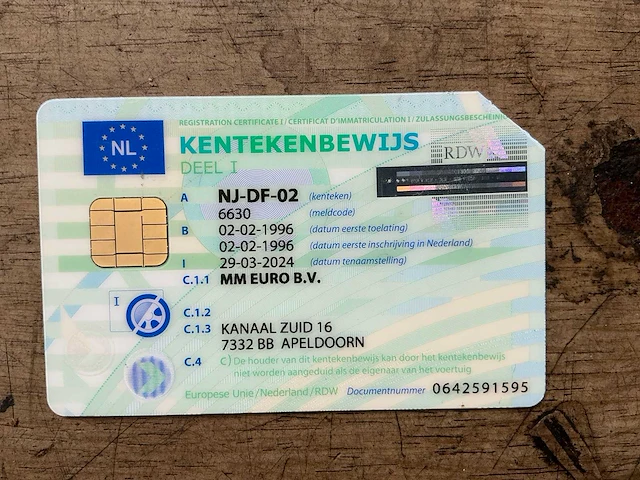 REGISTRATION CERTIFICATE I / CERTIFICAT D'IMMATRICULATION I / ZULASSUNGSBESCHEIN
NL
KENTEKENBEWIJS
DEEL I
RDW
A NJ-DF-02 (kenteken)
6630 (meldcode)
B 02-02-1996 (datum eerste toelating)
02-02-1996 (datum eerste inschrijving in Nederland)
I 29-03-2024 (datum tenaamstelling)
C.1.1 MM EURO B.V.
I
C.1.2
C.1.3 KANAAL ZUID 16
7332 BB APELDOORN
C.4 C) De houder van dit kentekenbewijs kan door het kentekenbewijs
niet worden aangeduid als de eigenaar van het voertuig
Europese Unie/Nederland/RDW Documentnummer 0642591595